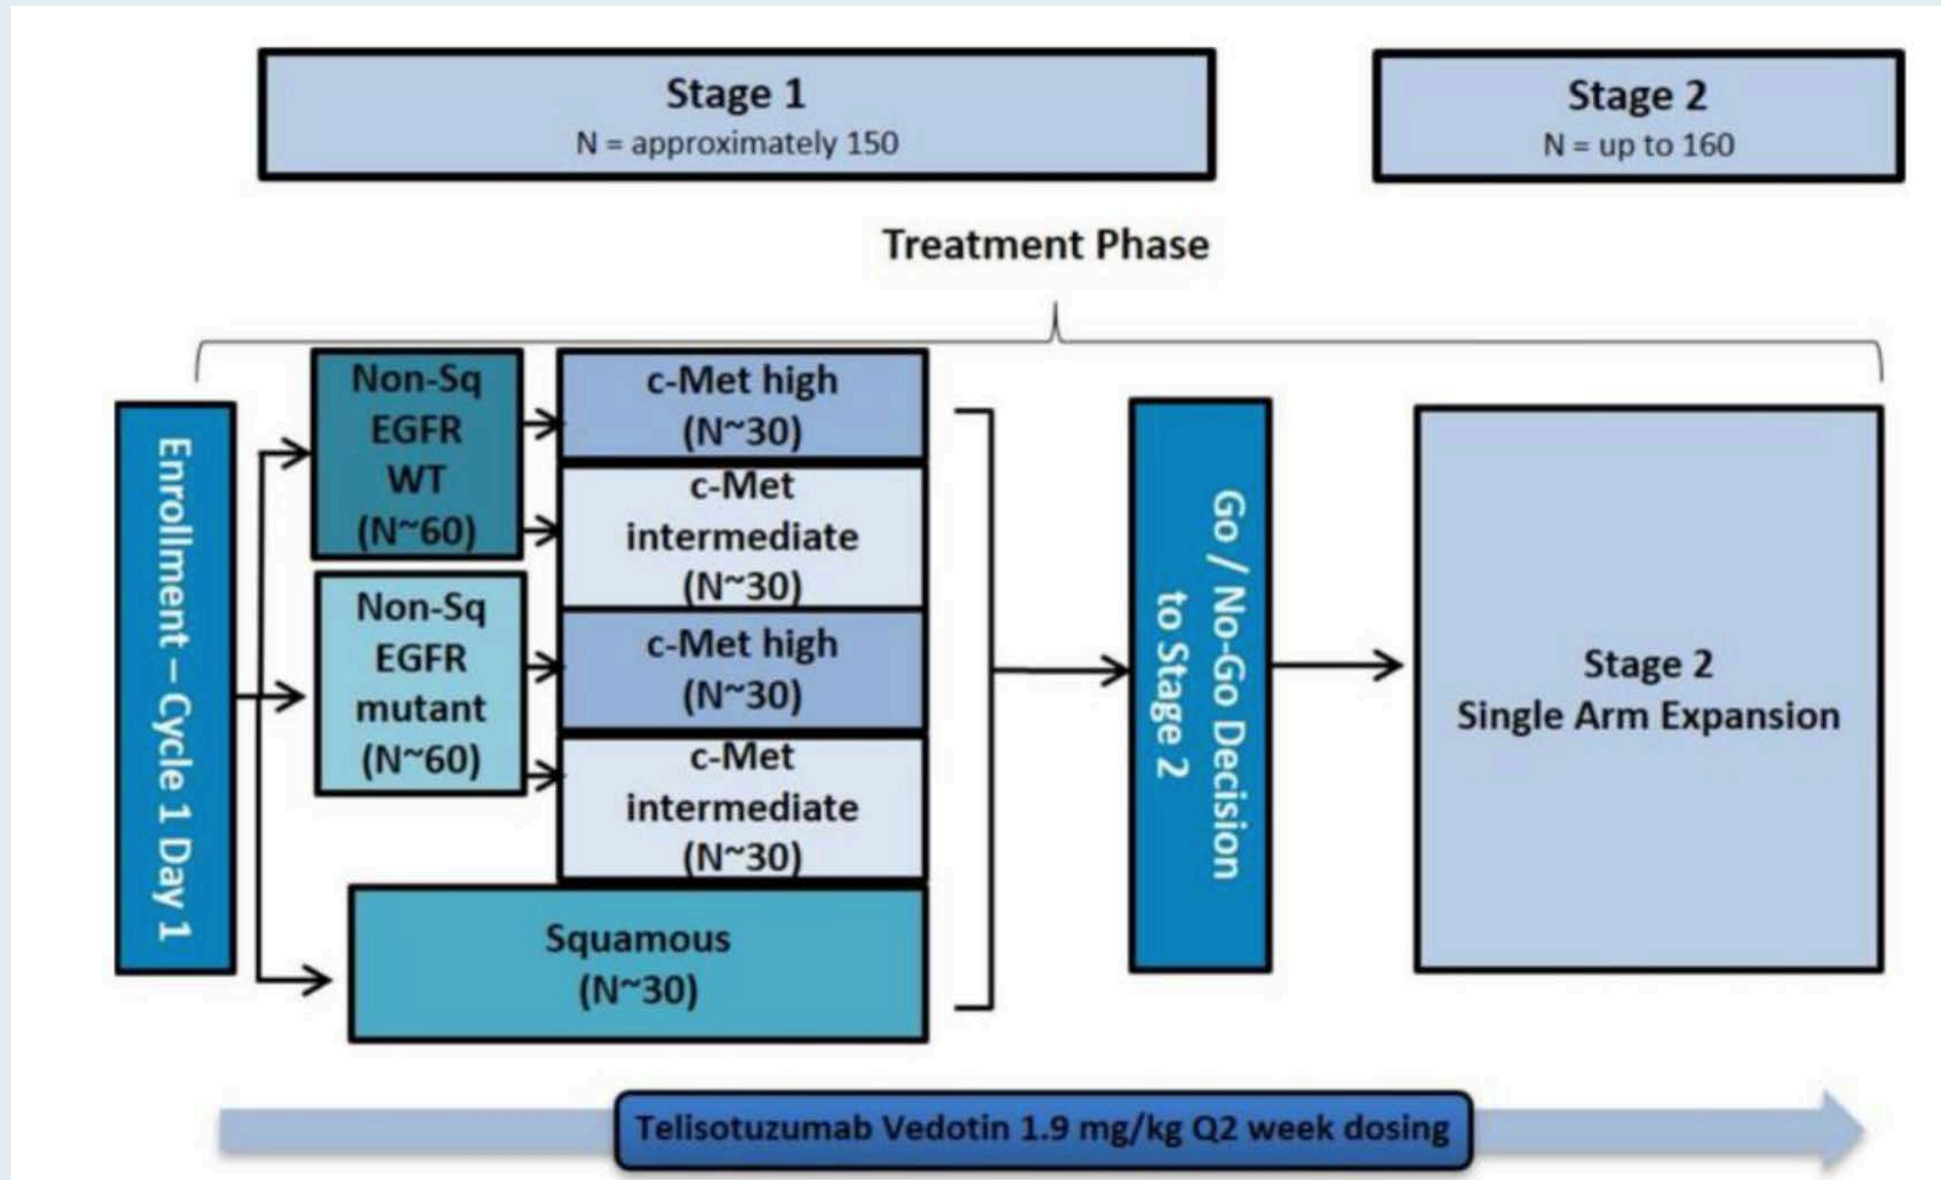 Stage 1
N = approximately 150
Stage 2
N = up to 160
Treatment Phase
Enrollment – Cycle 1 Day 1
Non-Sq
EGFR
WT
(N~60)
c-Met high
(N~30)
c-Met
intermediate
(N~30)
Non-Sq
EGFR
mutant
(N~60)
c-Met high
(N~30)
c-Met
intermediate
(N~30)
Squamous
(N~30)
Go / No-Go Decision
to Stage 2
Stage 2
Single Arm Expansion
Telisotuzumab Vedotin 1.9 mg/kg Q2 week dosing